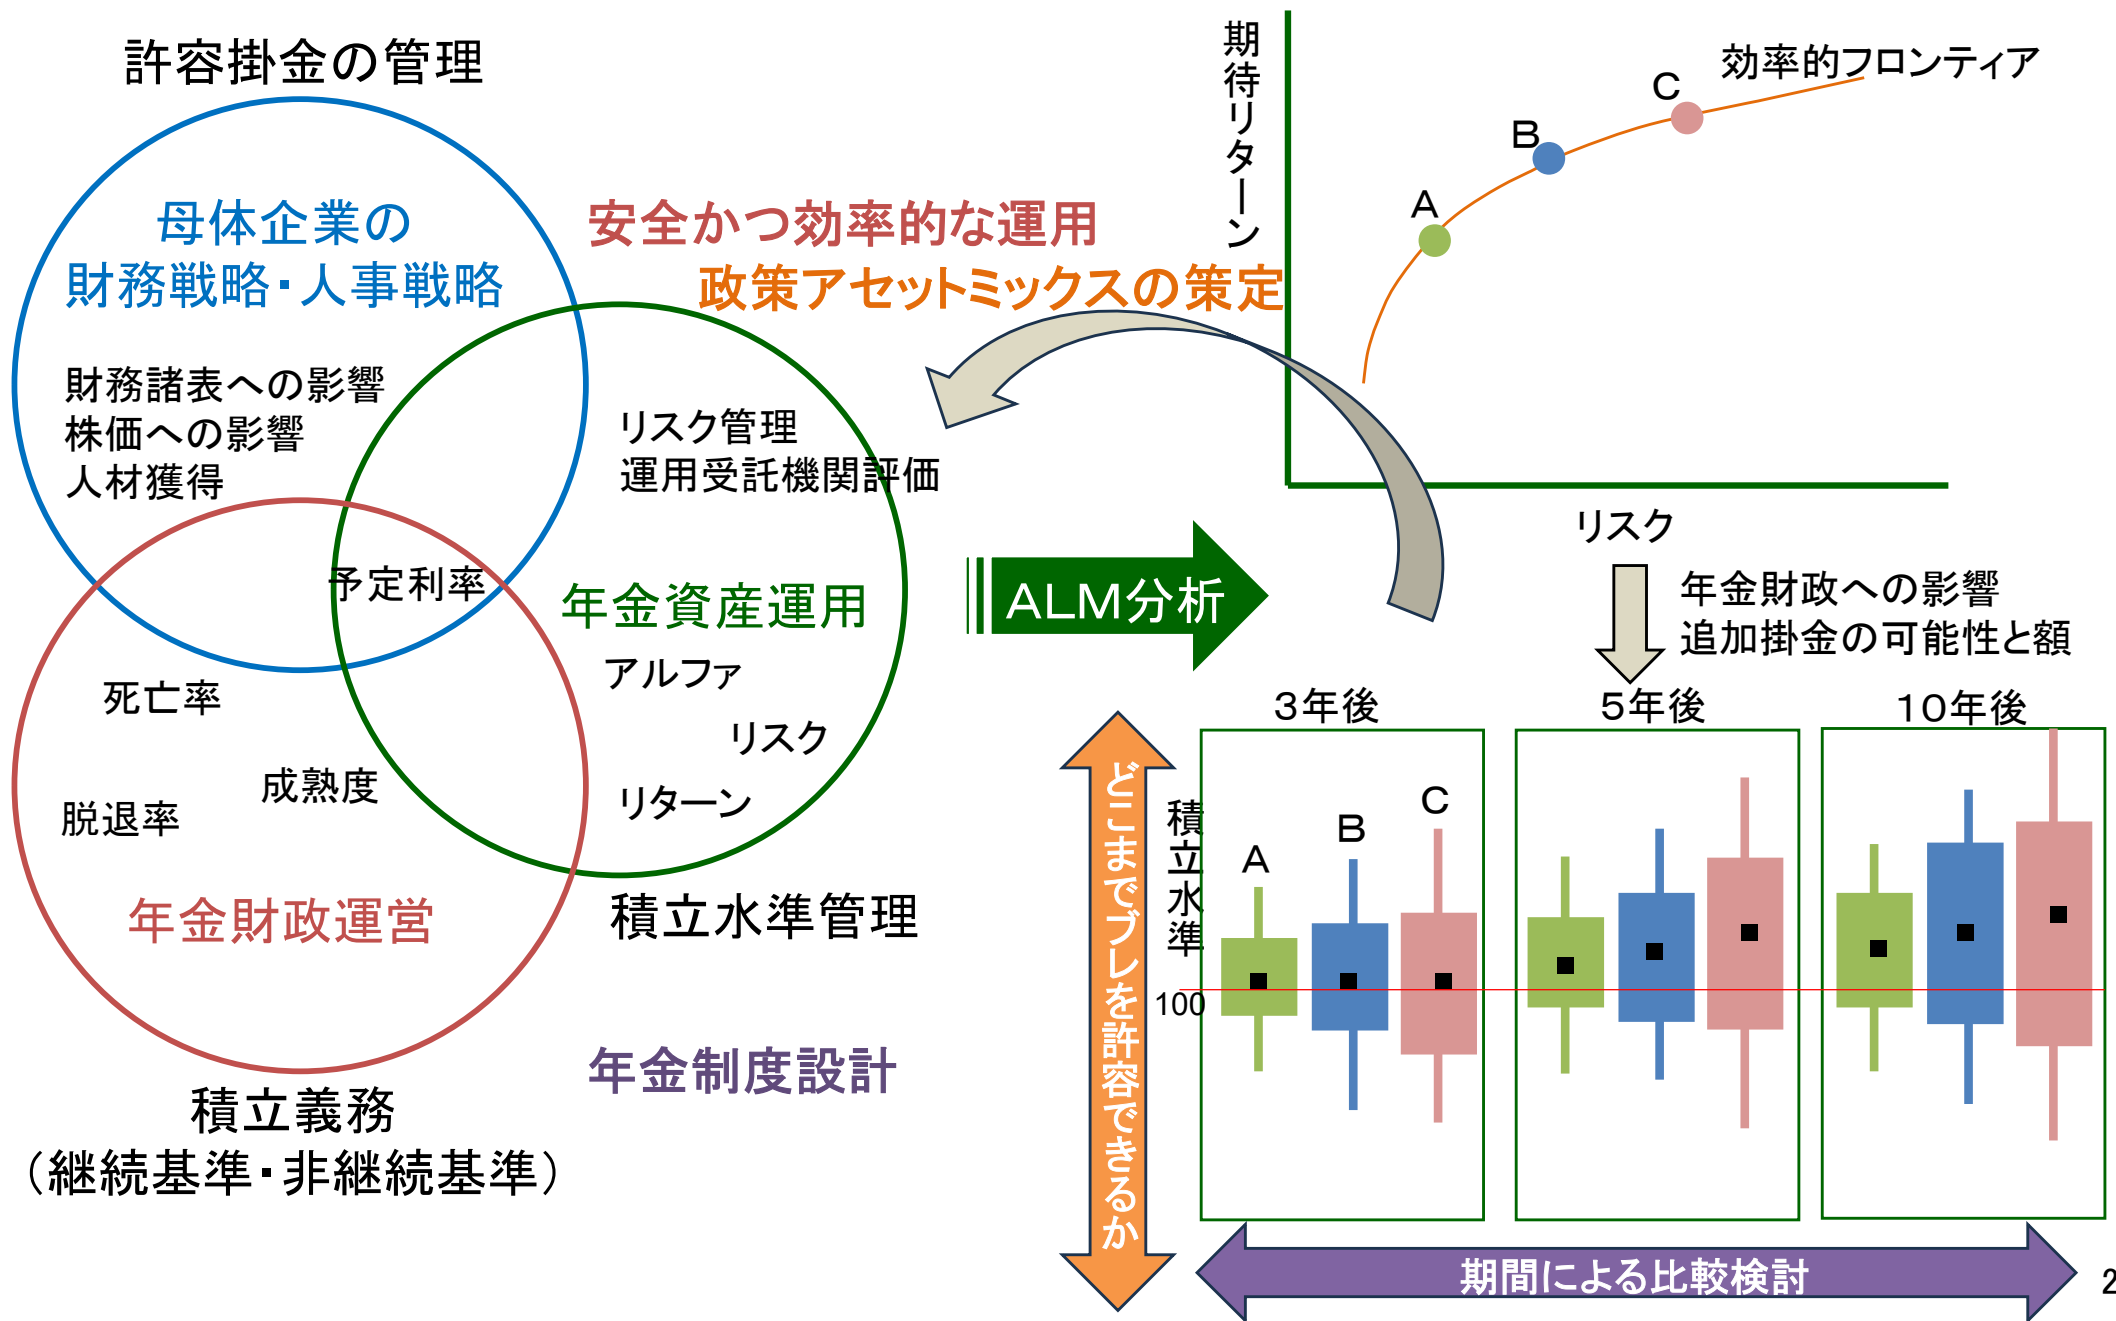 許容掛金の管理
母体企業の
財務戦略・人事戦略
財務諸表への影響
株価への影響
人材獲得
予定利率
死亡率
成熟度
脱退率
年金財政運営
積立義務
（継続基準・非継続基準）
安全かつ効率的な運用
政策アセットミックスの策定
リスク管理
運用受託機関評価
年金資産運用
アルファ
リスク
リターン
積立水準管理
年金制度設計
ALM分析
期待リターン
効率的フロンティア
A
B
C
リスク
年金財政への影響
追加掛金の可能性と額
どこまでブレを許容できるか
積立水準
100
3年後
A
B
C
5年後
10年後
期間による比較検討
2